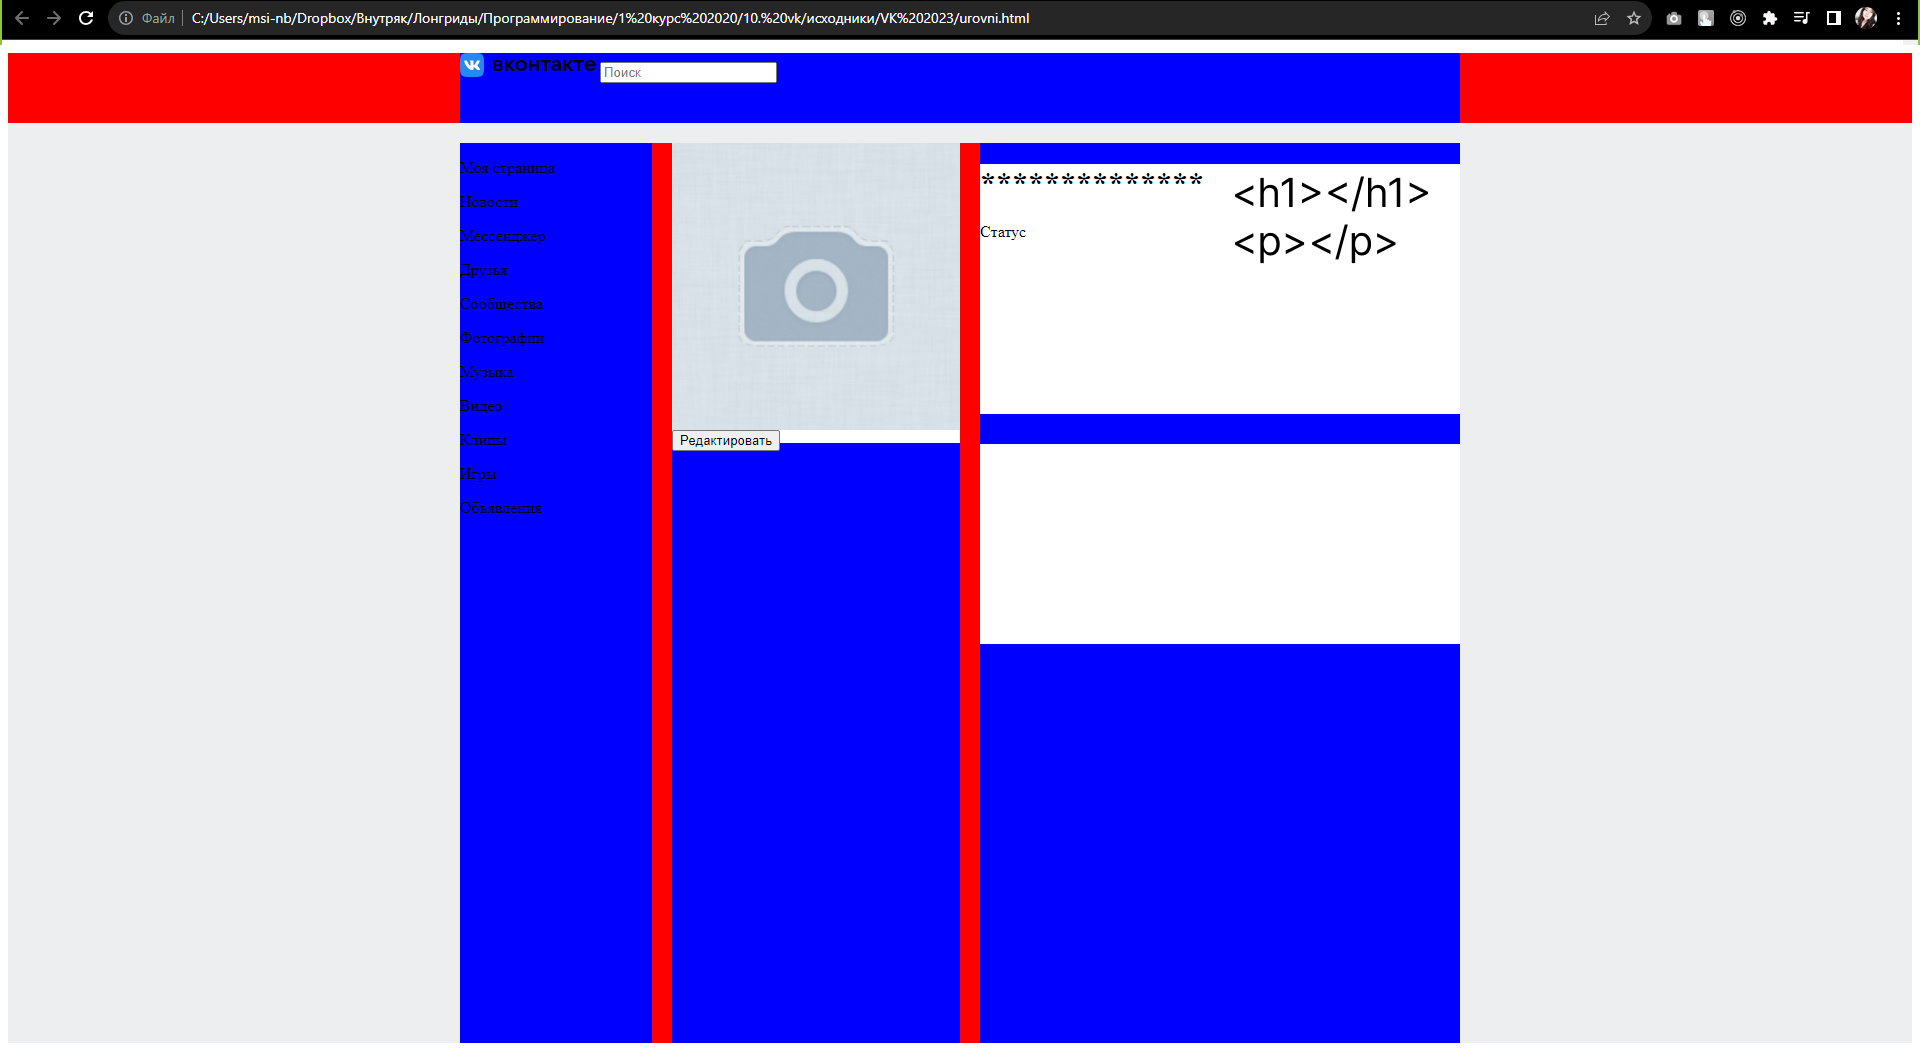 Файл
C:/Users/msi-nb/Dropbox/Внутряк/Лонгриды/Программирование/1%20курс%202020/10.%20vk/исходники/VK%202023/urovni.html
вконтакте Поиск
Моя страница
Новости
Мессенджер
Друзья
Сообщества
Фотографии
Музыка
Видео
Клипы
Игры
Объявления
Редактировать
**************
Статус
<h1></h1>
<p></p>